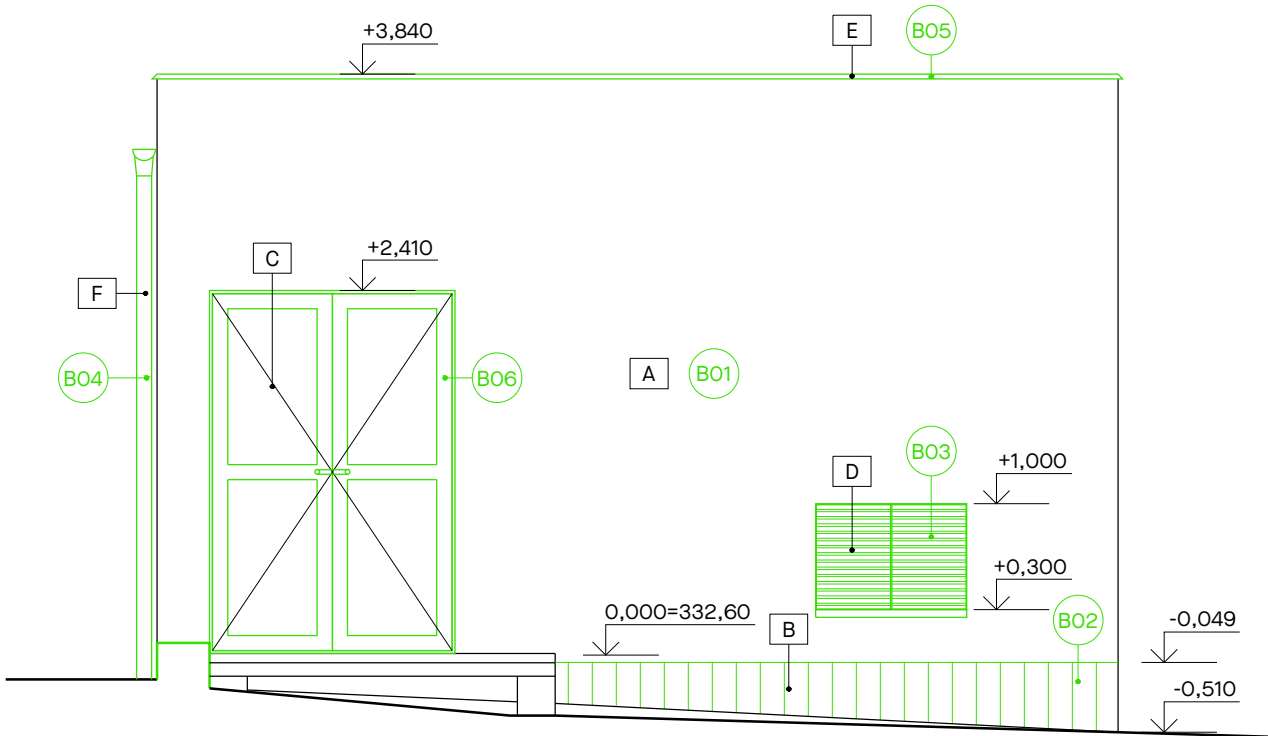 +3,840
E
B05
C
+2,410
F
B04
B06
A
B01
B03
D
+1,000
+0,300
0,000=332,60
B
B02
-0,049
-0,510